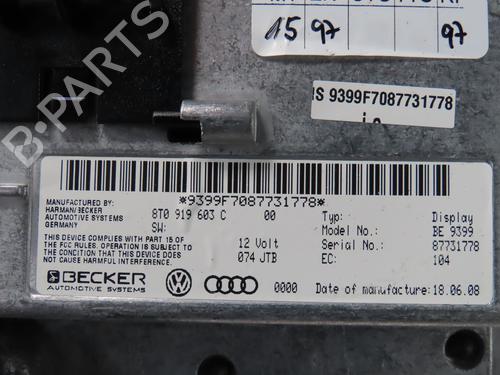 15 97 97
B-PARTS
IS 9399F7087731778
*9399F7087731778*
MANUFACTURED BY:
HARMAN/BECKER
AUTOMOTIVE SYSTEMS
GERMANY
8T0 919 603 C 00
SW:
Typ: Display
Model No.: BE 9399
Serial No.: 87731778
EC: 104
THIS DEVICE COMPLIES WITH PART 15 OF
THE FCC RULES. OPERATION IS SUBJECT TO
THE CONDITION THAT THIS DEVICE DOES
NOT CAUSE HARMFUL INTERFERENCE.
12 Volt
074 JTB
BECKER
AUTOMOTIVE SYSTEMS
0000
Date of manufacture: 18.06.08